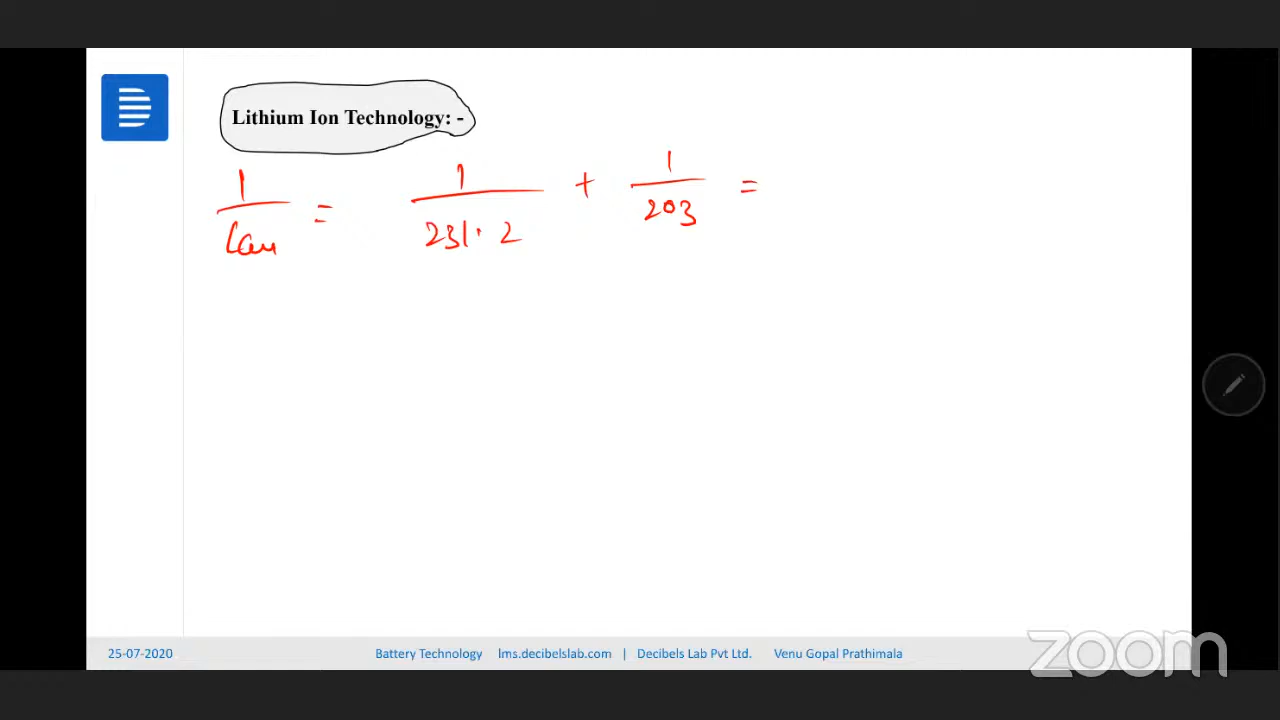 Lithium Ion Technology: -
1 1 1
— = — + — =
231.2 203
25-07-2020 Battery Technology lms.decibelslab.com | Decibels Lab Pvt Ltd. Venu Gopal Prathimala
zoom